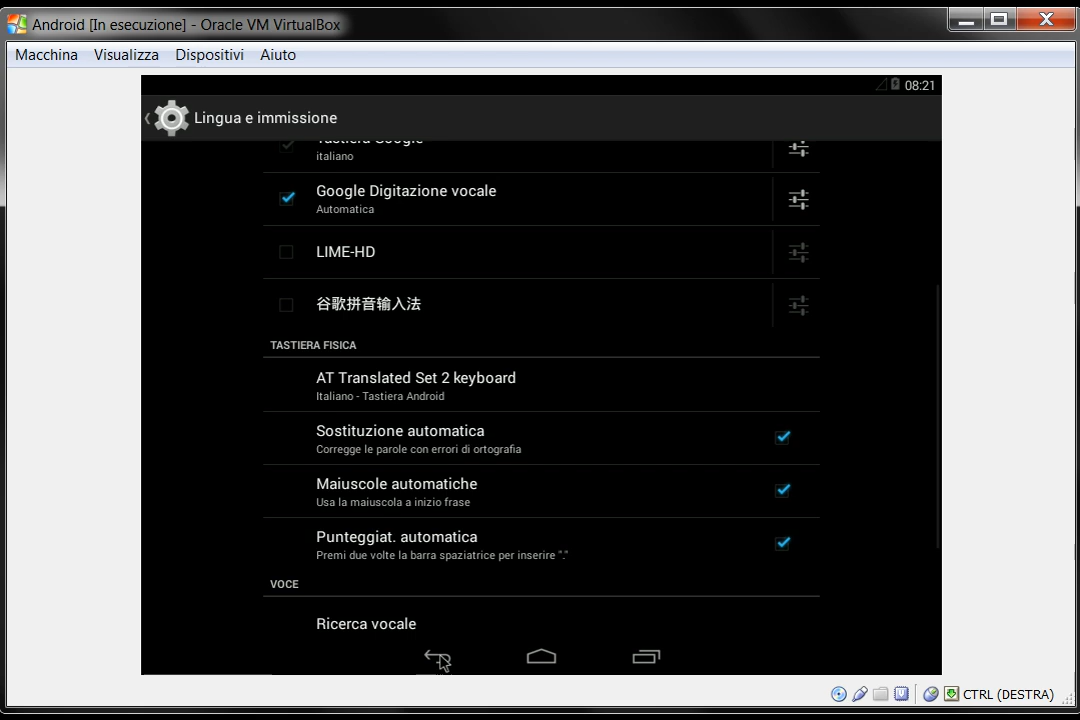 Android [In esecuzione] - Oracle VM VirtualBox
Macchina Visualizza Dispositivi Aiuto
08:21
Lingua e immissione
Tastiera Google
italiano
Google Digitazione vocale
Automatica
LIME-HD
谷歌拼音输入法
TASTIERA FISICA
AT Translated Set 2 keyboard
Italiano - Tastiera Android
Sostituzione automatica
Corregge le parole con errori di ortografia
Maiuscole automatiche
Usa la maiuscola a inizio frase
Punteggiat. automatica
Premi due volte la barra spaziatrice per inserire "."
VOCE
Ricerca vocale
CTRL (DESTRA)